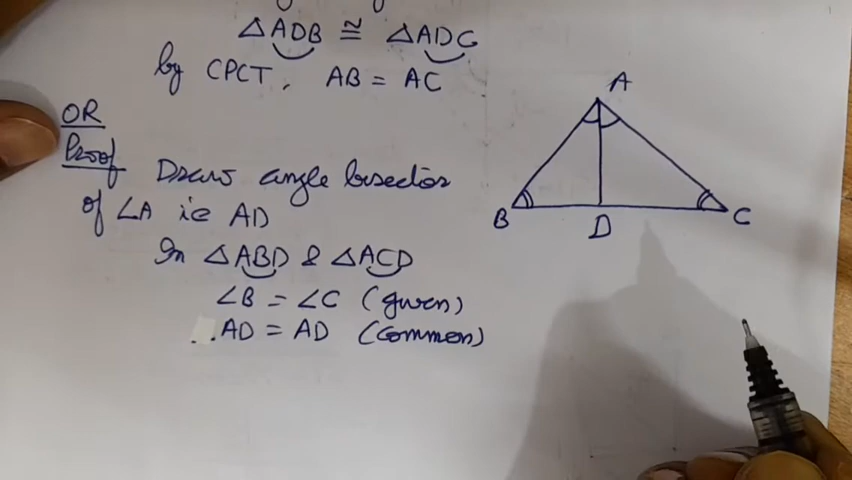 △ADB ≅ △ADC
by CPCT, AB = AC
OR
Proof Draw angle bisector
of ∠A ie AD
In △ABD & △ACD
∠B = ∠C (given)
AD = AD (common)
A
B
D
C